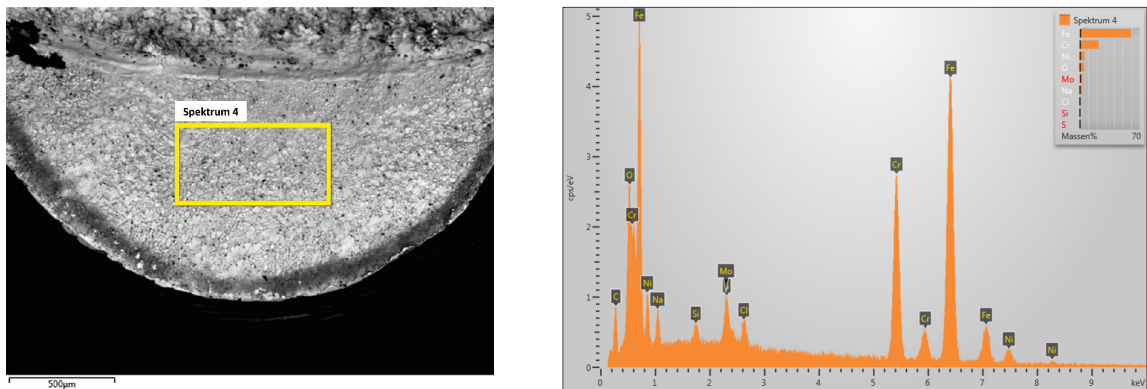 Spektrum 4
500µm
Spektrum 4
Fe
Cr
Ni
O
Mo
Na
Cl
Si
S
Massen% 70
cps/eV
5
4
3
2
1
0
Fe
O
Cr
C
Ni
Na
Si
Mo
Cl
Cr
Cr
Fe
Fe
Ni
Ni
0 1 2 3 4 5 6 7 8 9 keV